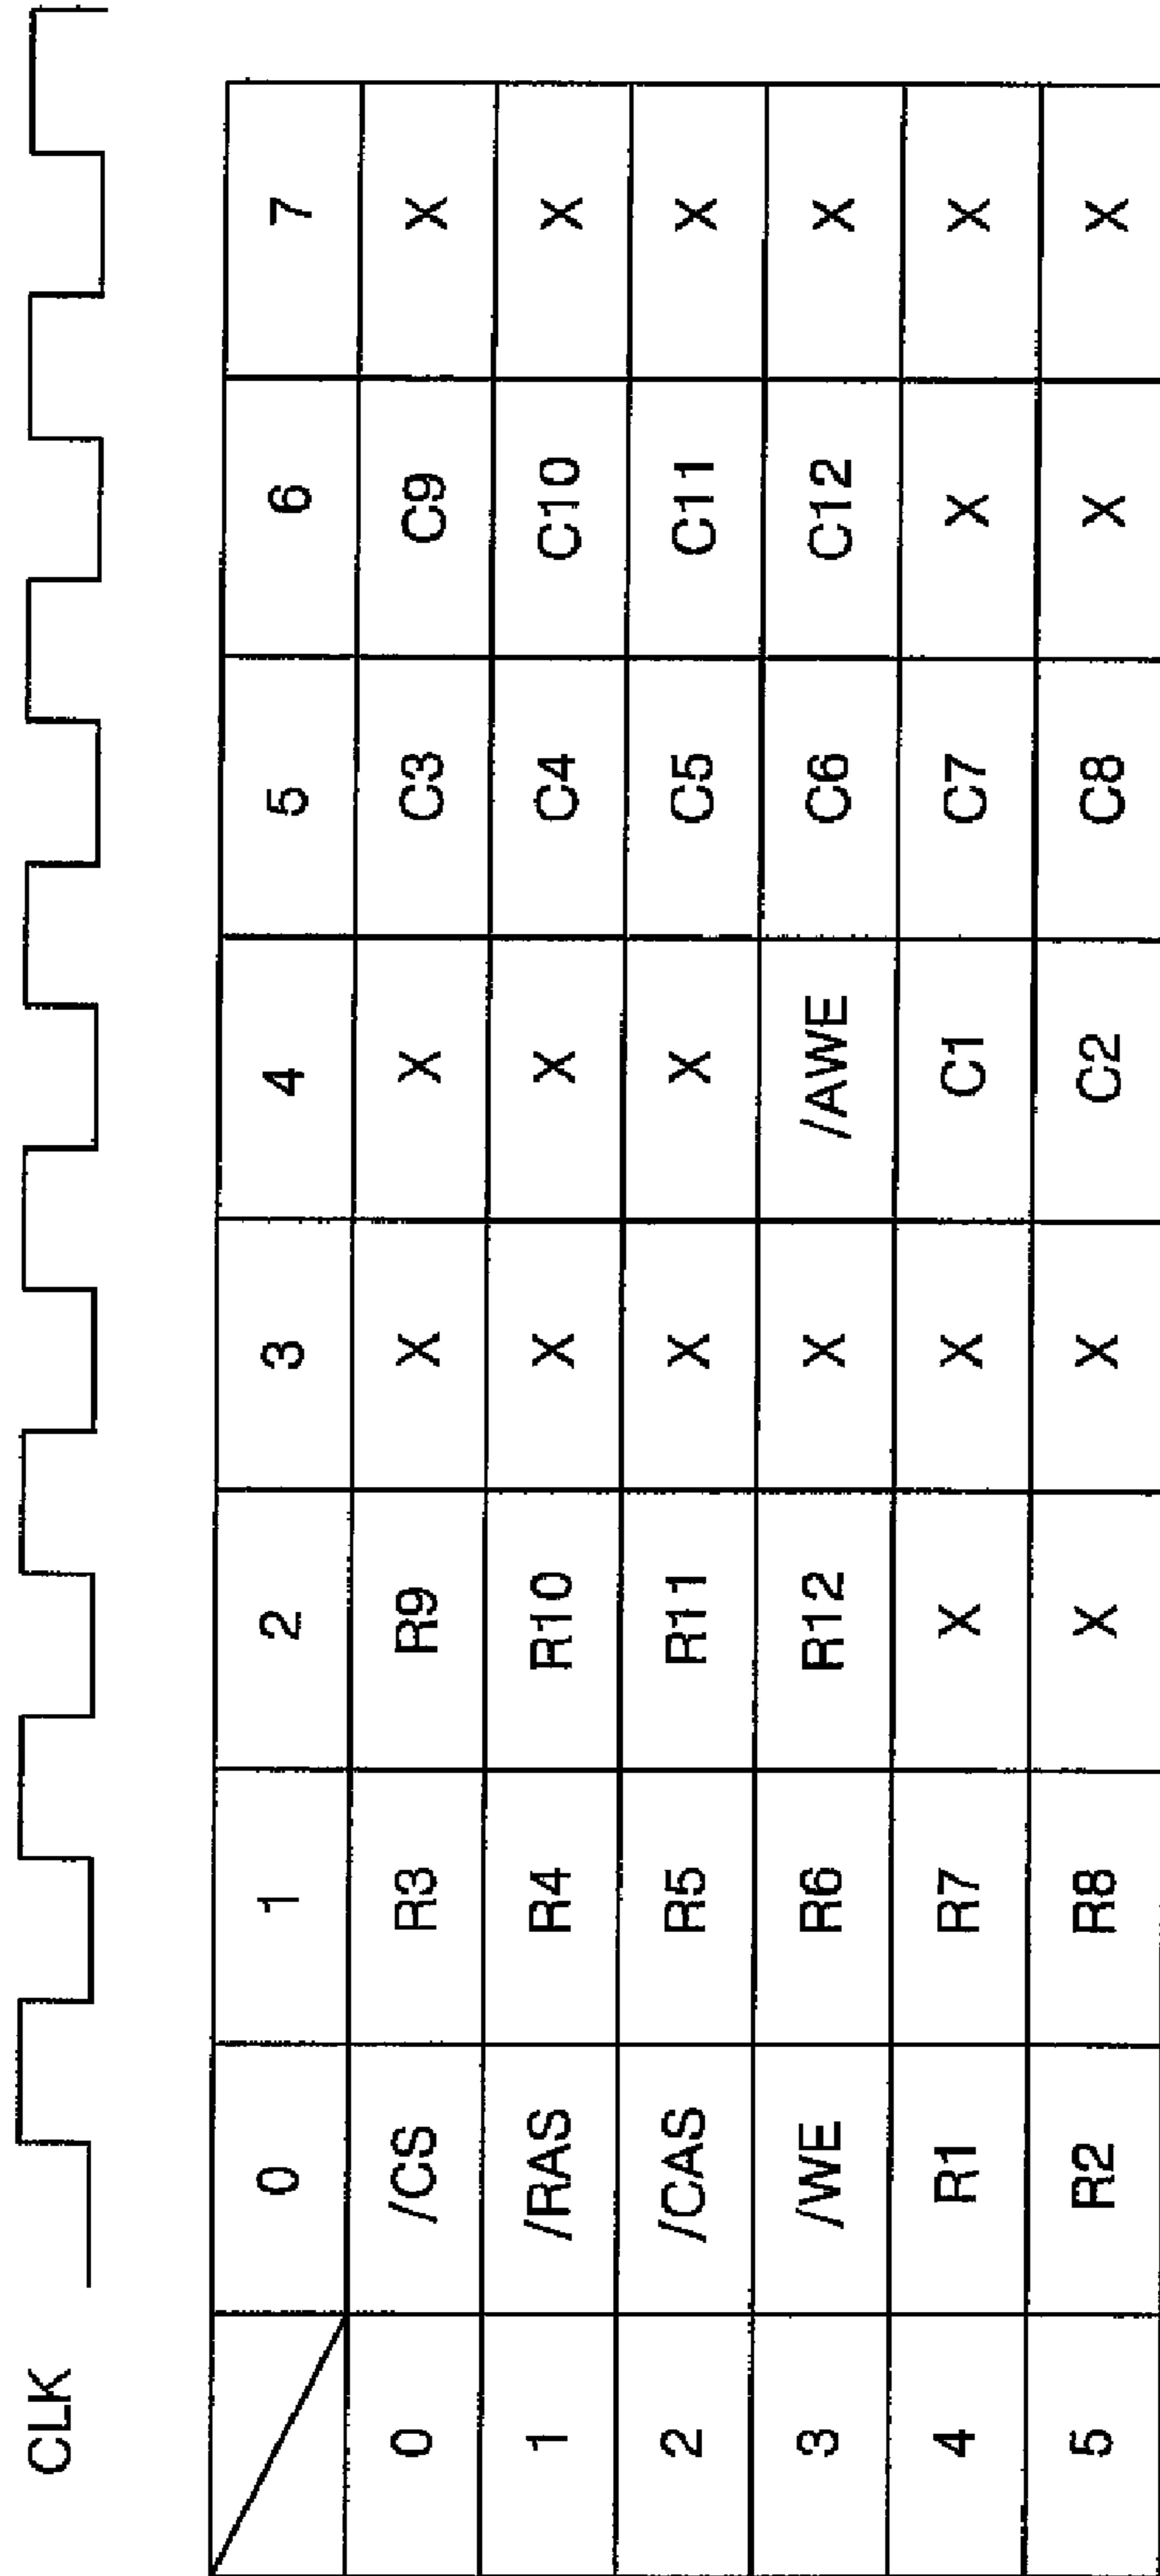 CLK
0 1 2 3 4 5 6 7
0 /CS R3 R9 X X C3 C9 X
1 /RAS R4 R10 X X C4 C10 X
2 /CAS R5 R11 X X C5 C11 X
3 /WE R6 R12 X /AWE C6 C12 X
4 R1 R7 X X C1 C7 X X
5 R2 R8 X X C2 C8 X X